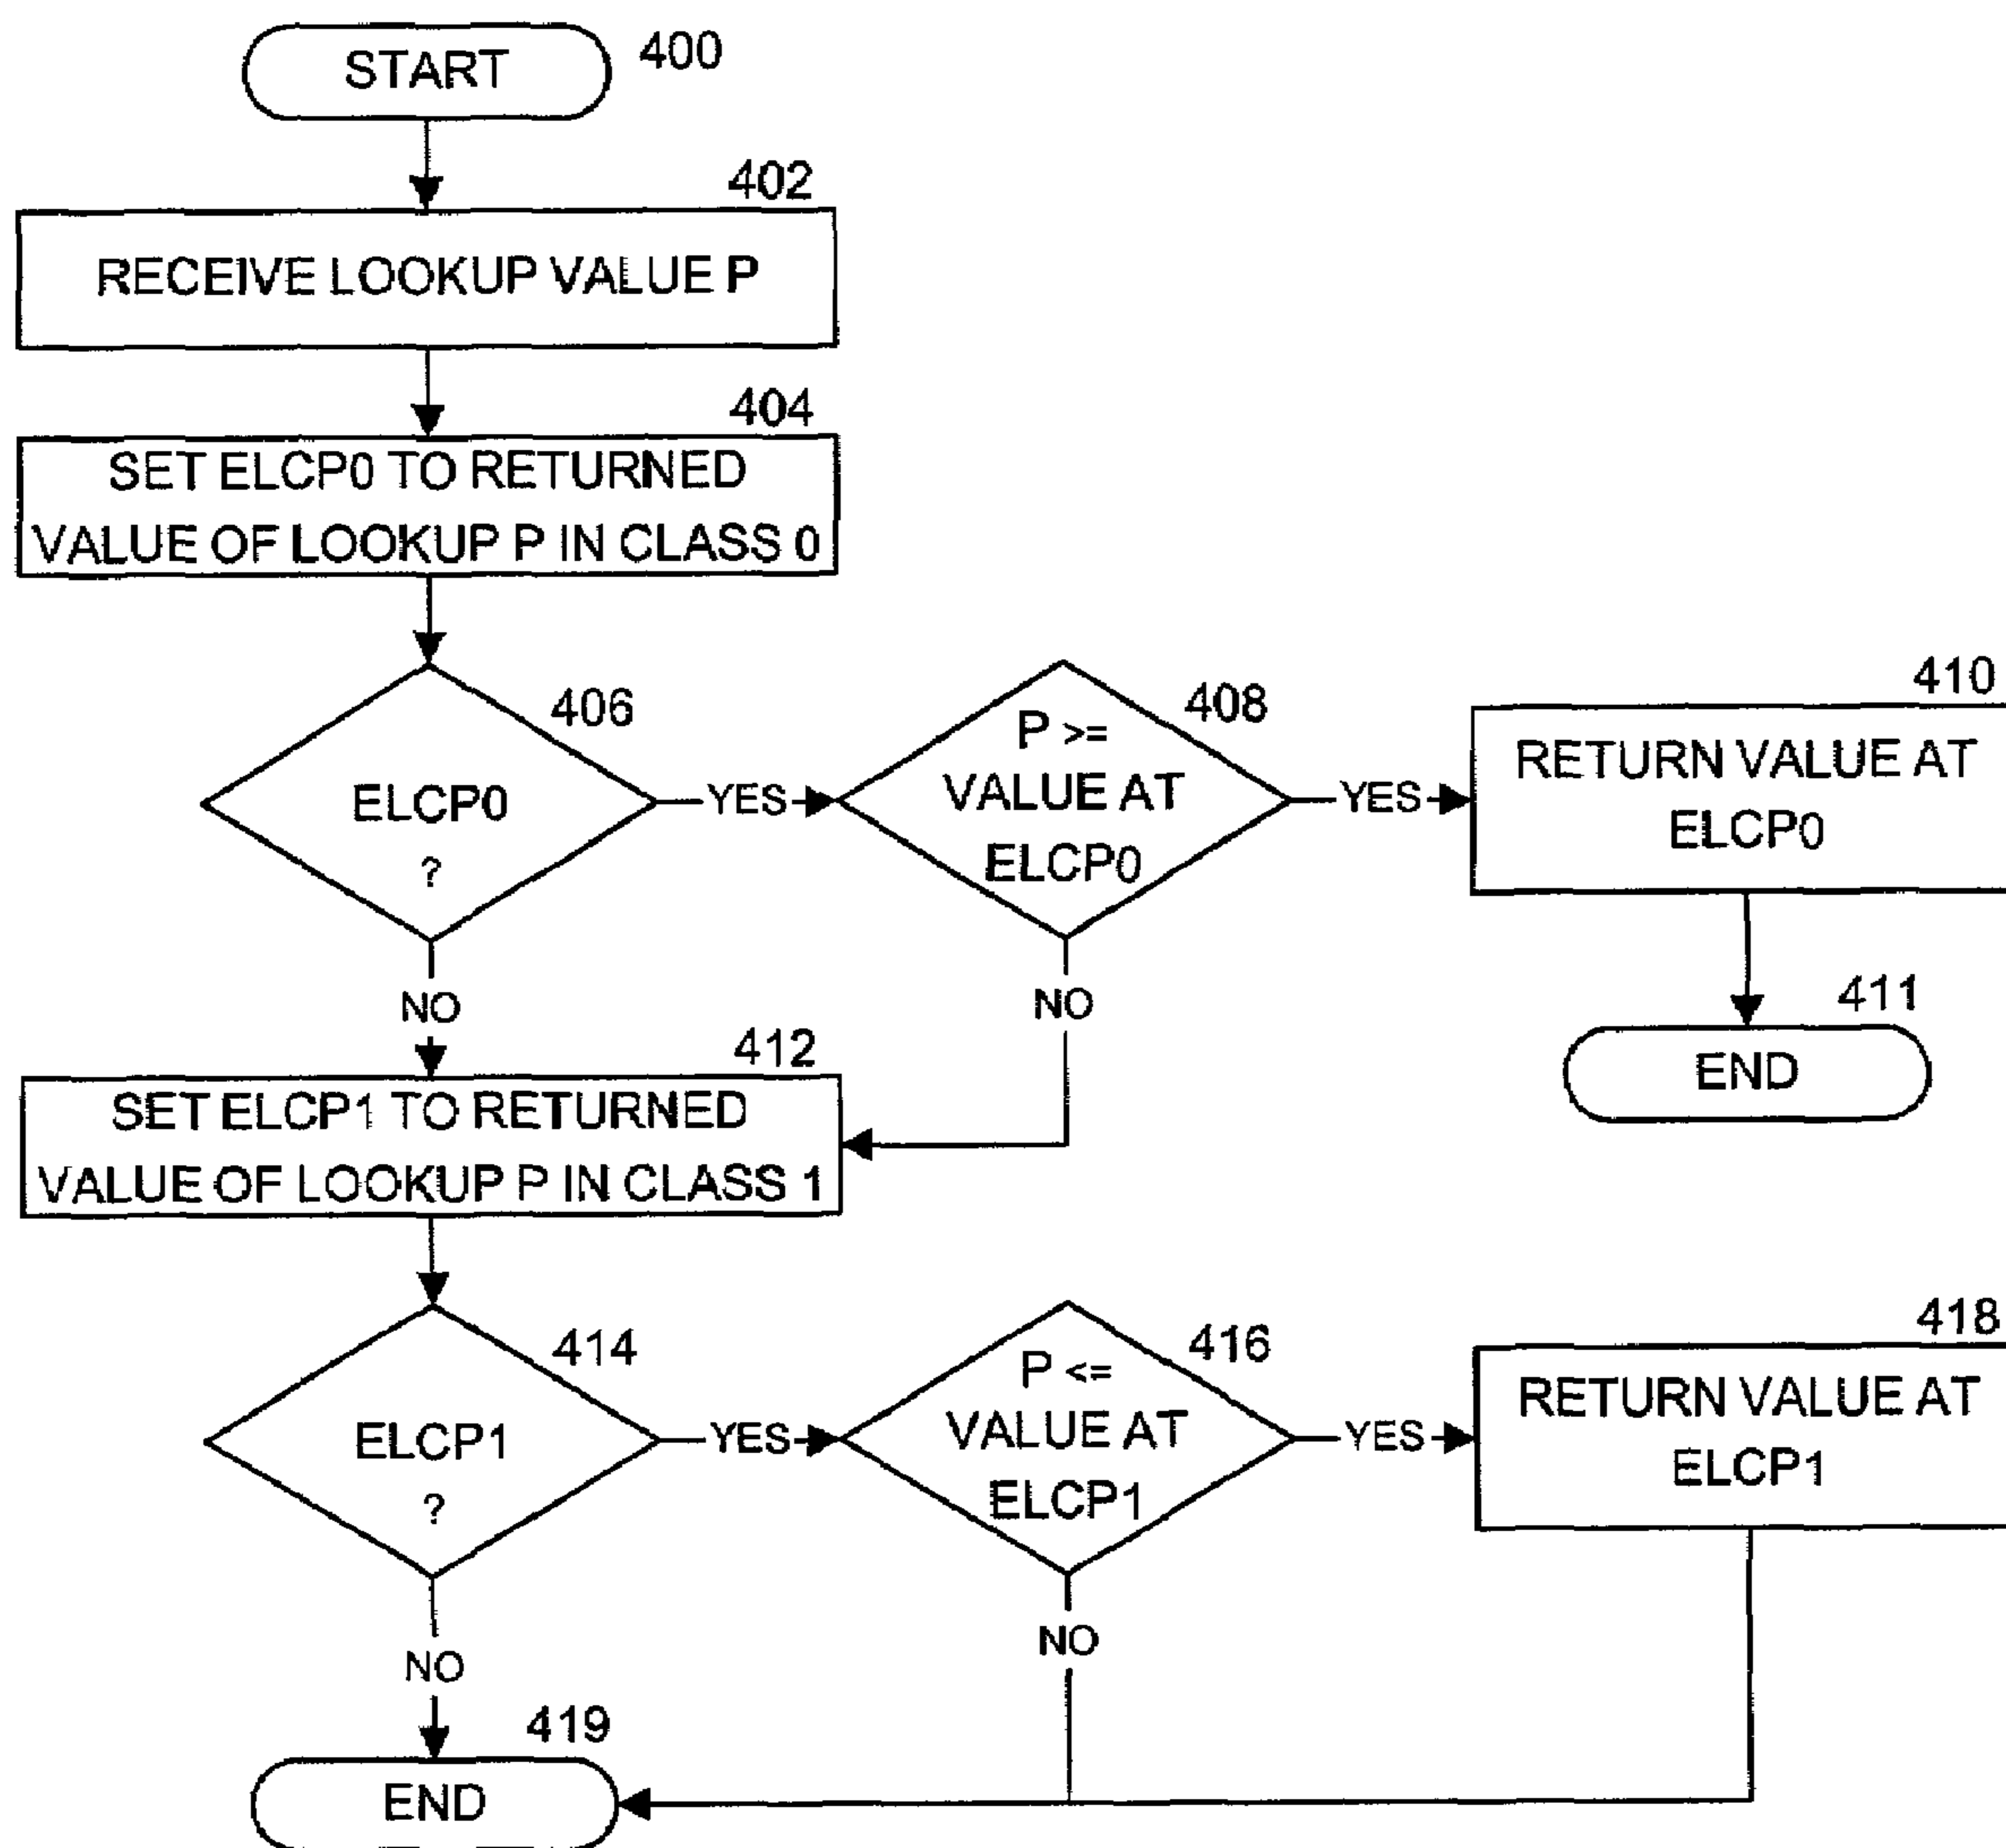 START
400
402
RECEIVE LOOKUP VALUE P
404
SET ELCP0 TO RETURNED
VALUE OF LOOKUP P IN CLASS 0
406
ELCP0
?
YES
408
P >=
VALUE AT
ELCP0
YES
410
RETURN VALUE AT
ELCP0
NO
NO
411
END
412
SET ELCP1 TO RETURNED
VALUE OF LOOKUP P IN CLASS 1
414
ELCP1
?
YES
416
P <=
VALUE AT
ELCP1
YES
418
RETURN VALUE AT
ELCP1
NO
NO
419
END